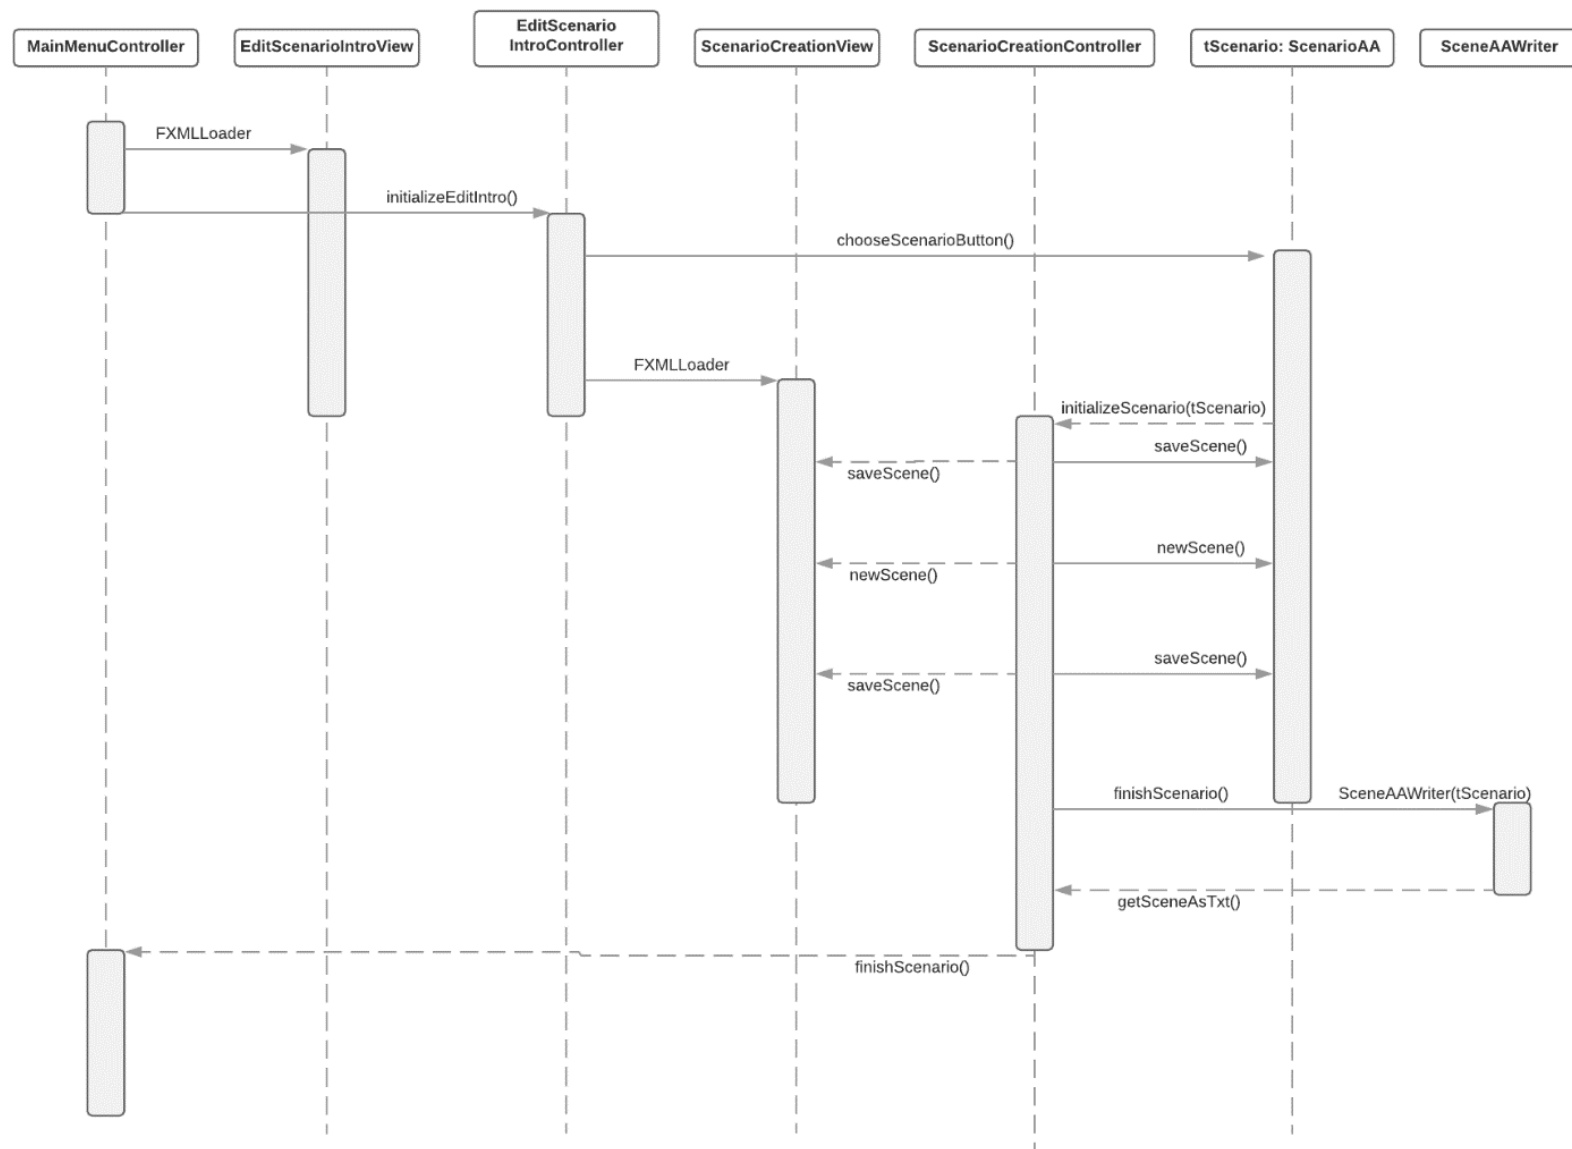 MainMenuController
EditScenarioIntroView
EditScenario
IntroController
ScenarioCreationView
ScenarioCreationController
tScenario: ScenarioAA
SceneAAWriter
FXMLLoader
initializeEditIntro()
chooseScenarioButton()
FXMLLoader
initializeScenario(tScenario)
saveScene()
saveScene()
newScene()
newScene()
saveScene()
saveScene()
finishScenario()
SceneAAWriter(tScenario)
getSceneAsTxt()
finishScenario()